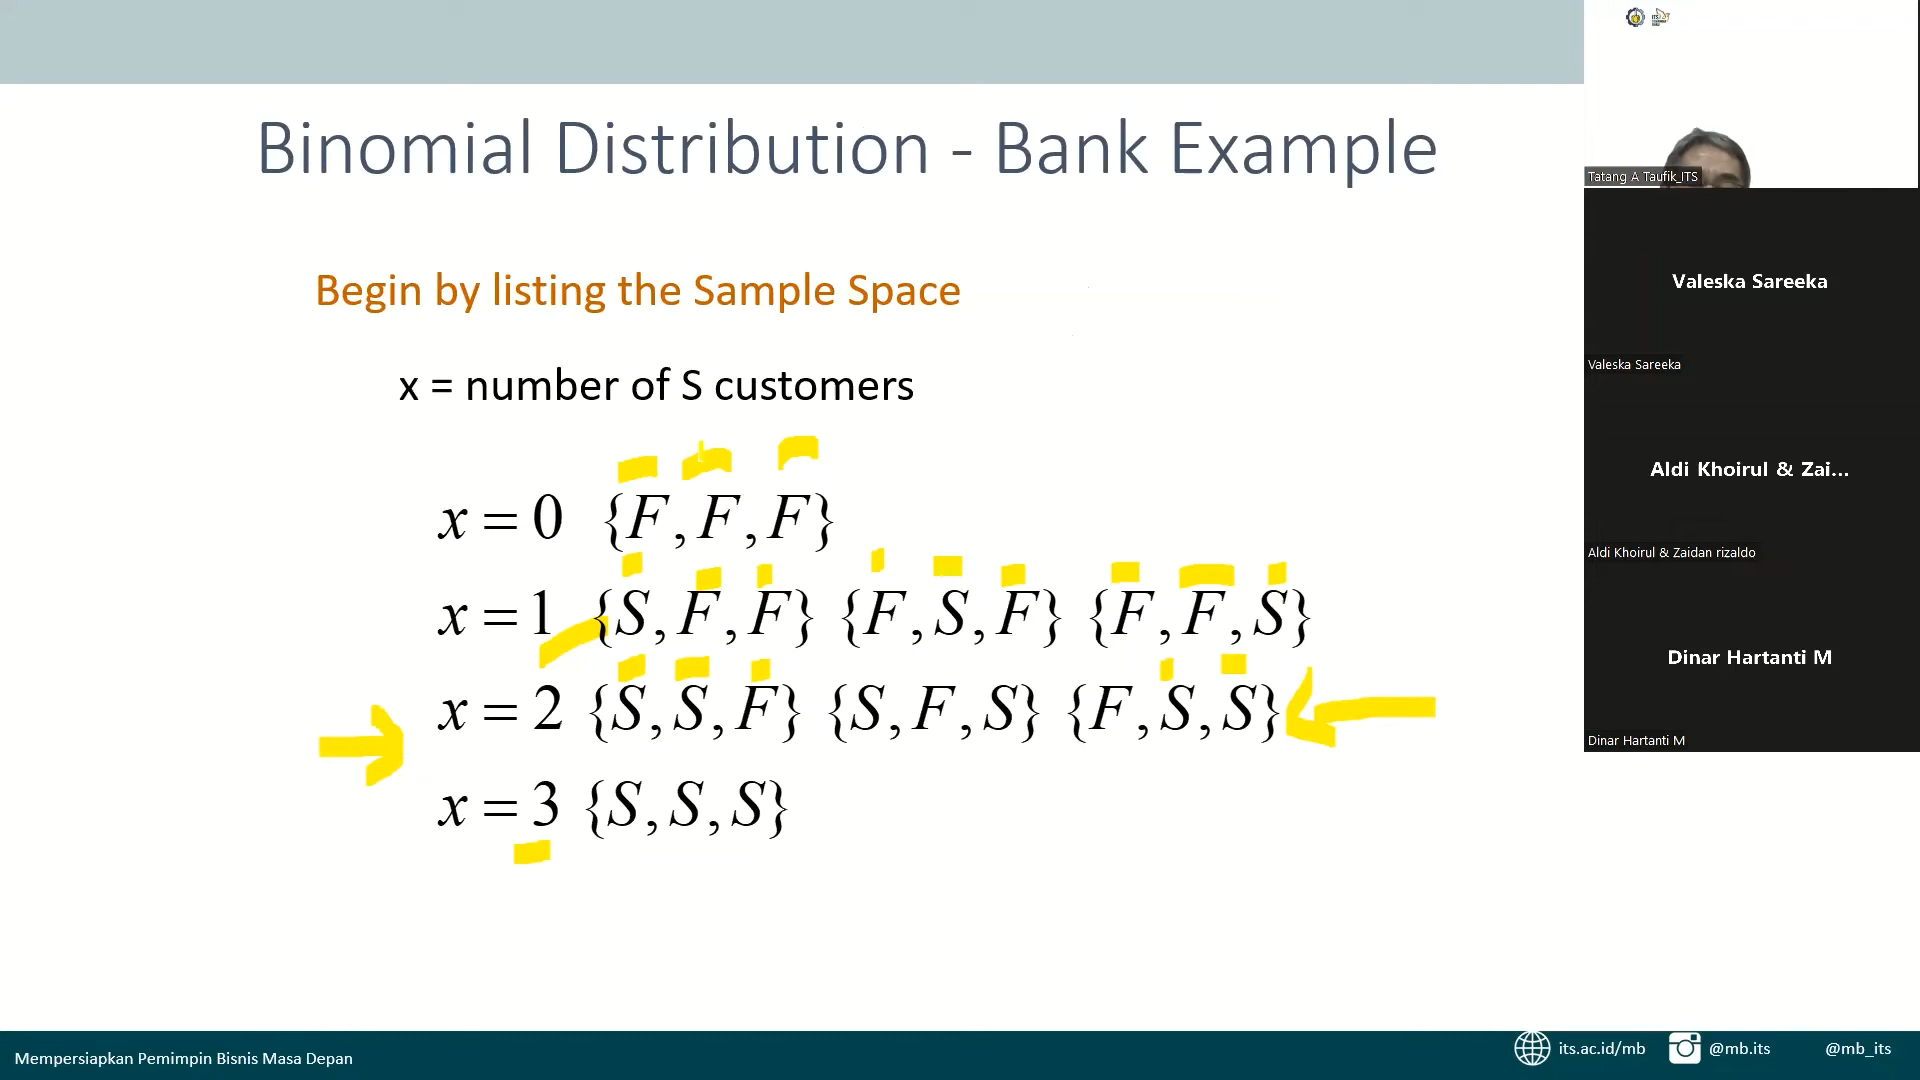 Binomial Distribution - Bank Example
Begin by listing the Sample Space
x = number of S customers
x = 0 {F, F, F}
x = 1 {S, F, F} {F, S, F} {F, F, S}
x = 2 {S, S, F} {S, F, S} {F, S, S}
x = 3 {S, S, S}
Mempersiapkan Pemimpin Bisnis Masa Depan
its.ac.id/mb
@mb.its
@mb_its
Tatang A Taufik_ITS
Valeska Sareeka
Valeska Sareeka
Aldi Khoirul & Zai...
Aldi Khoirul & Zaidan rizaldo
Dinar Hartanti M
Dinar Hartanti M